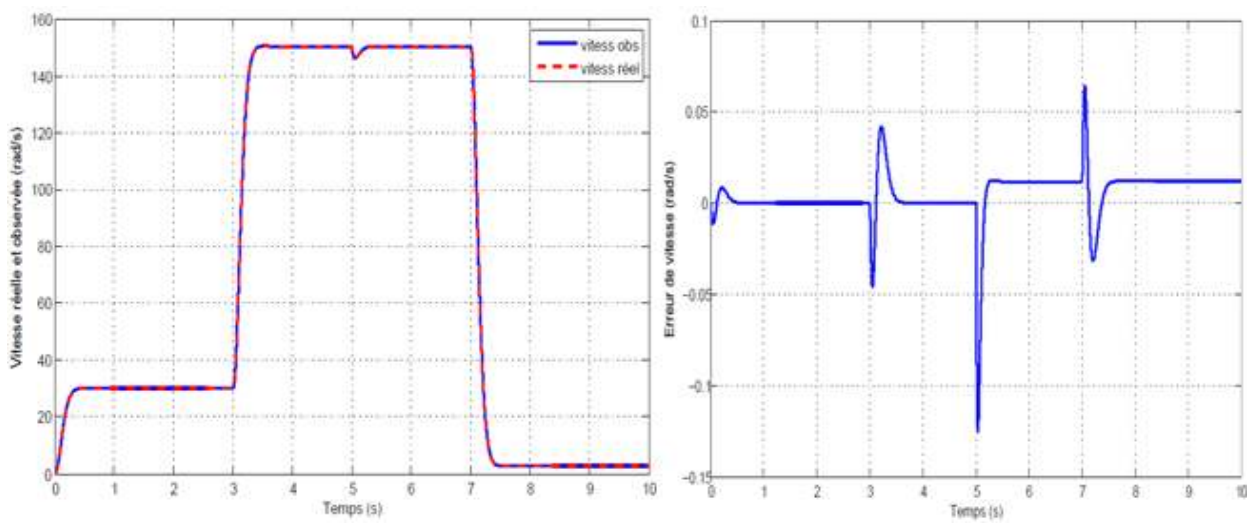 Vitesse réelle et observée (rad/s)
160
140
120
100
80
60
40
20
0
0 1 2 3 4 5 6 7 8 9 10
Temps (s)
vitess obs
vitess réel
Erreur de vitesse (rad/s)
0.1
0.05
0
−0.05
−0.1
−0.15
0 1 2 3 4 5 6 7 8 9 10
Temps (s)